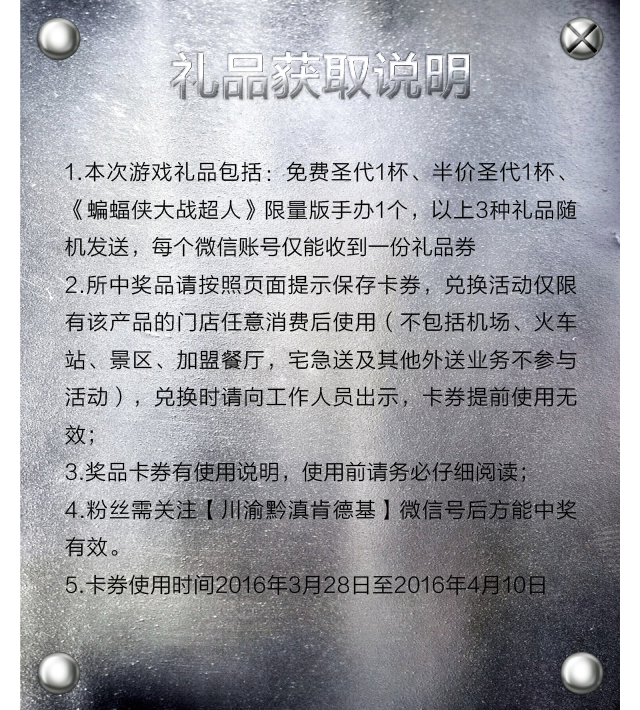 礼品获取说明
1.本次游戏礼品包括：免费圣代1杯、半价圣代1杯、
《蝙蝠侠大战超人》限量版手办1个，以上3种礼品随
机发送，每个微信账号仅能收到一份礼品券
2.所中奖品请按照页面提示保存卡券，兑换活动仅限
有该产品的门店任意消费后使用（不包括机场、火车
站、景区、加盟餐厅，宅急送及其他外送业务不参与
活动），兑换时请向工作人员出示，卡券提前使用无
效；
3.奖品卡券有使用说明，使用前请务必仔细阅读；
4.粉丝需关注【川渝黔滇肯德基】微信号后方能中奖
有效。
5.卡券使用时间2016年3月28日至2016年4月10日